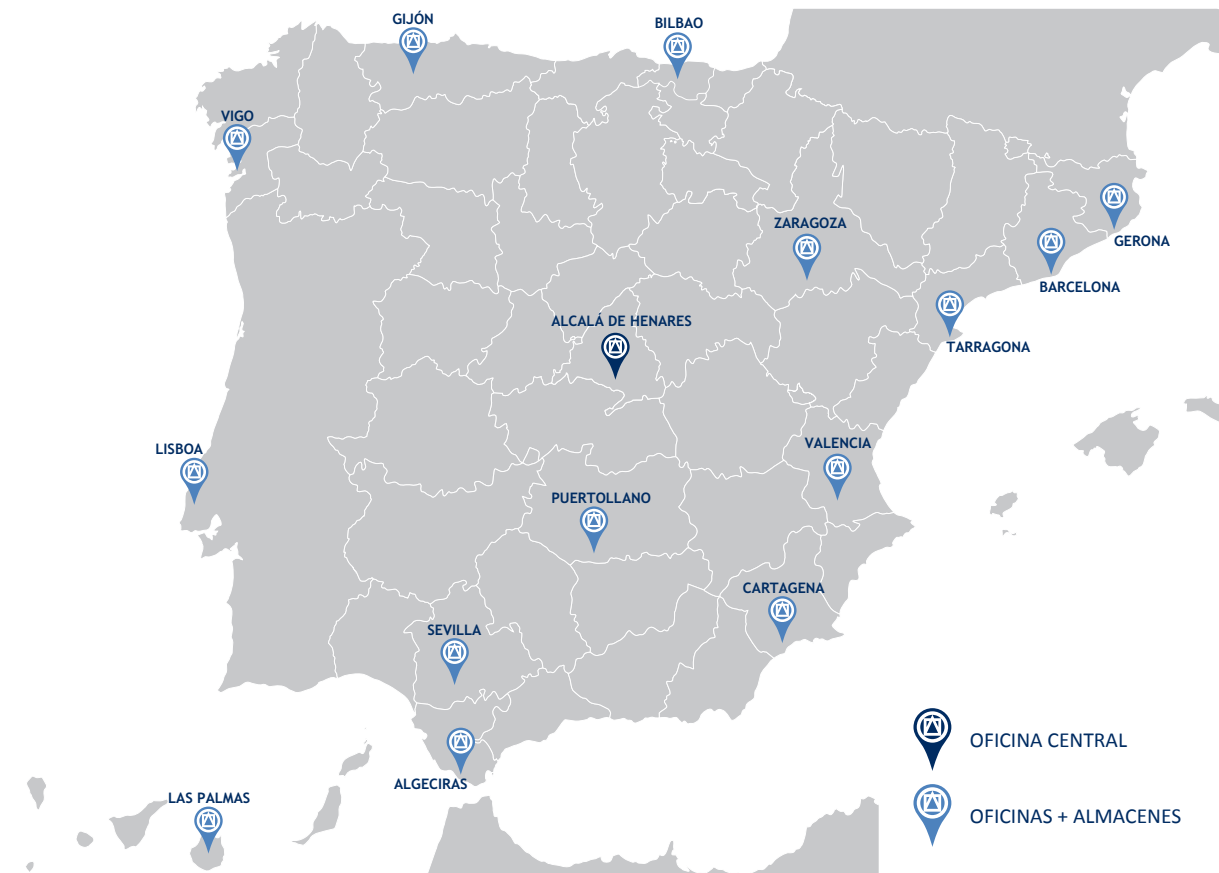 GIJÓN
BILBAO
VIGO
ZARAGOZA
GERONA
BARCELONA
ALCALÁ DE HENARES
TARRAGONA
LISBOA
VALENCIA
PUERTOLLANO
CARTAGENA
SEVILLA
OFICINA CENTRAL
ALGECIRAS
LAS PALMAS
OFICINAS + ALMACENES